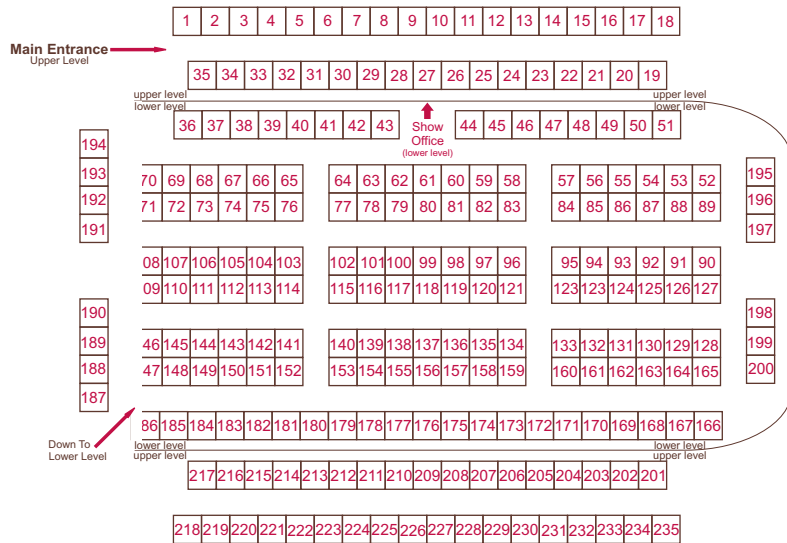 1 2 3 4 5 6 7 8 9 10 11 12 13 14 15 16 17 18
Main Entrance
Upper Level
35 34 33 32 31 30 29 28 27 26 25 24 23 22 21 20 19
upper level upper level
lower level lower level
36 37 38 39 40 41 42 43 Show 44 45 46 47 48 49 50 51
Office
(lower level)
194
193
192
191
70 69 68 67 66 65 64 63 62 61 60 59 58 57 56 55 54 53 52
71 72 73 74 75 76 77 78 79 80 81 82 83 84 85 86 87 88 89
195
196
197
08 107 106 105 104 103 102 101 100 99 98 97 96 95 94 93 92 91 90
09 110 111 112 113 114 115 116 117 118 119 120 121 123 123 124 125 126 127
190
189
188
187
46 145 144 143 142 141 140 139 138 137 136 135 134 133 132 131 130 129 128
47 148 149 150 151 152 153 154 155 156 157 158 159 160 161 162 163 164 165
198
199
200
86 185 184 183 182 181 180 179 178 177 176 175 174 173 172 171 170 169 168 167 166
Down To
Lower Level
lower level lower level
upper level upper level
217 216 215 214 213 212 211 210 209 208 207 206 205 204 203 202 201
218 219 220 221 222 223 224 225 226 227 228 229 230 231 232 233 234 235